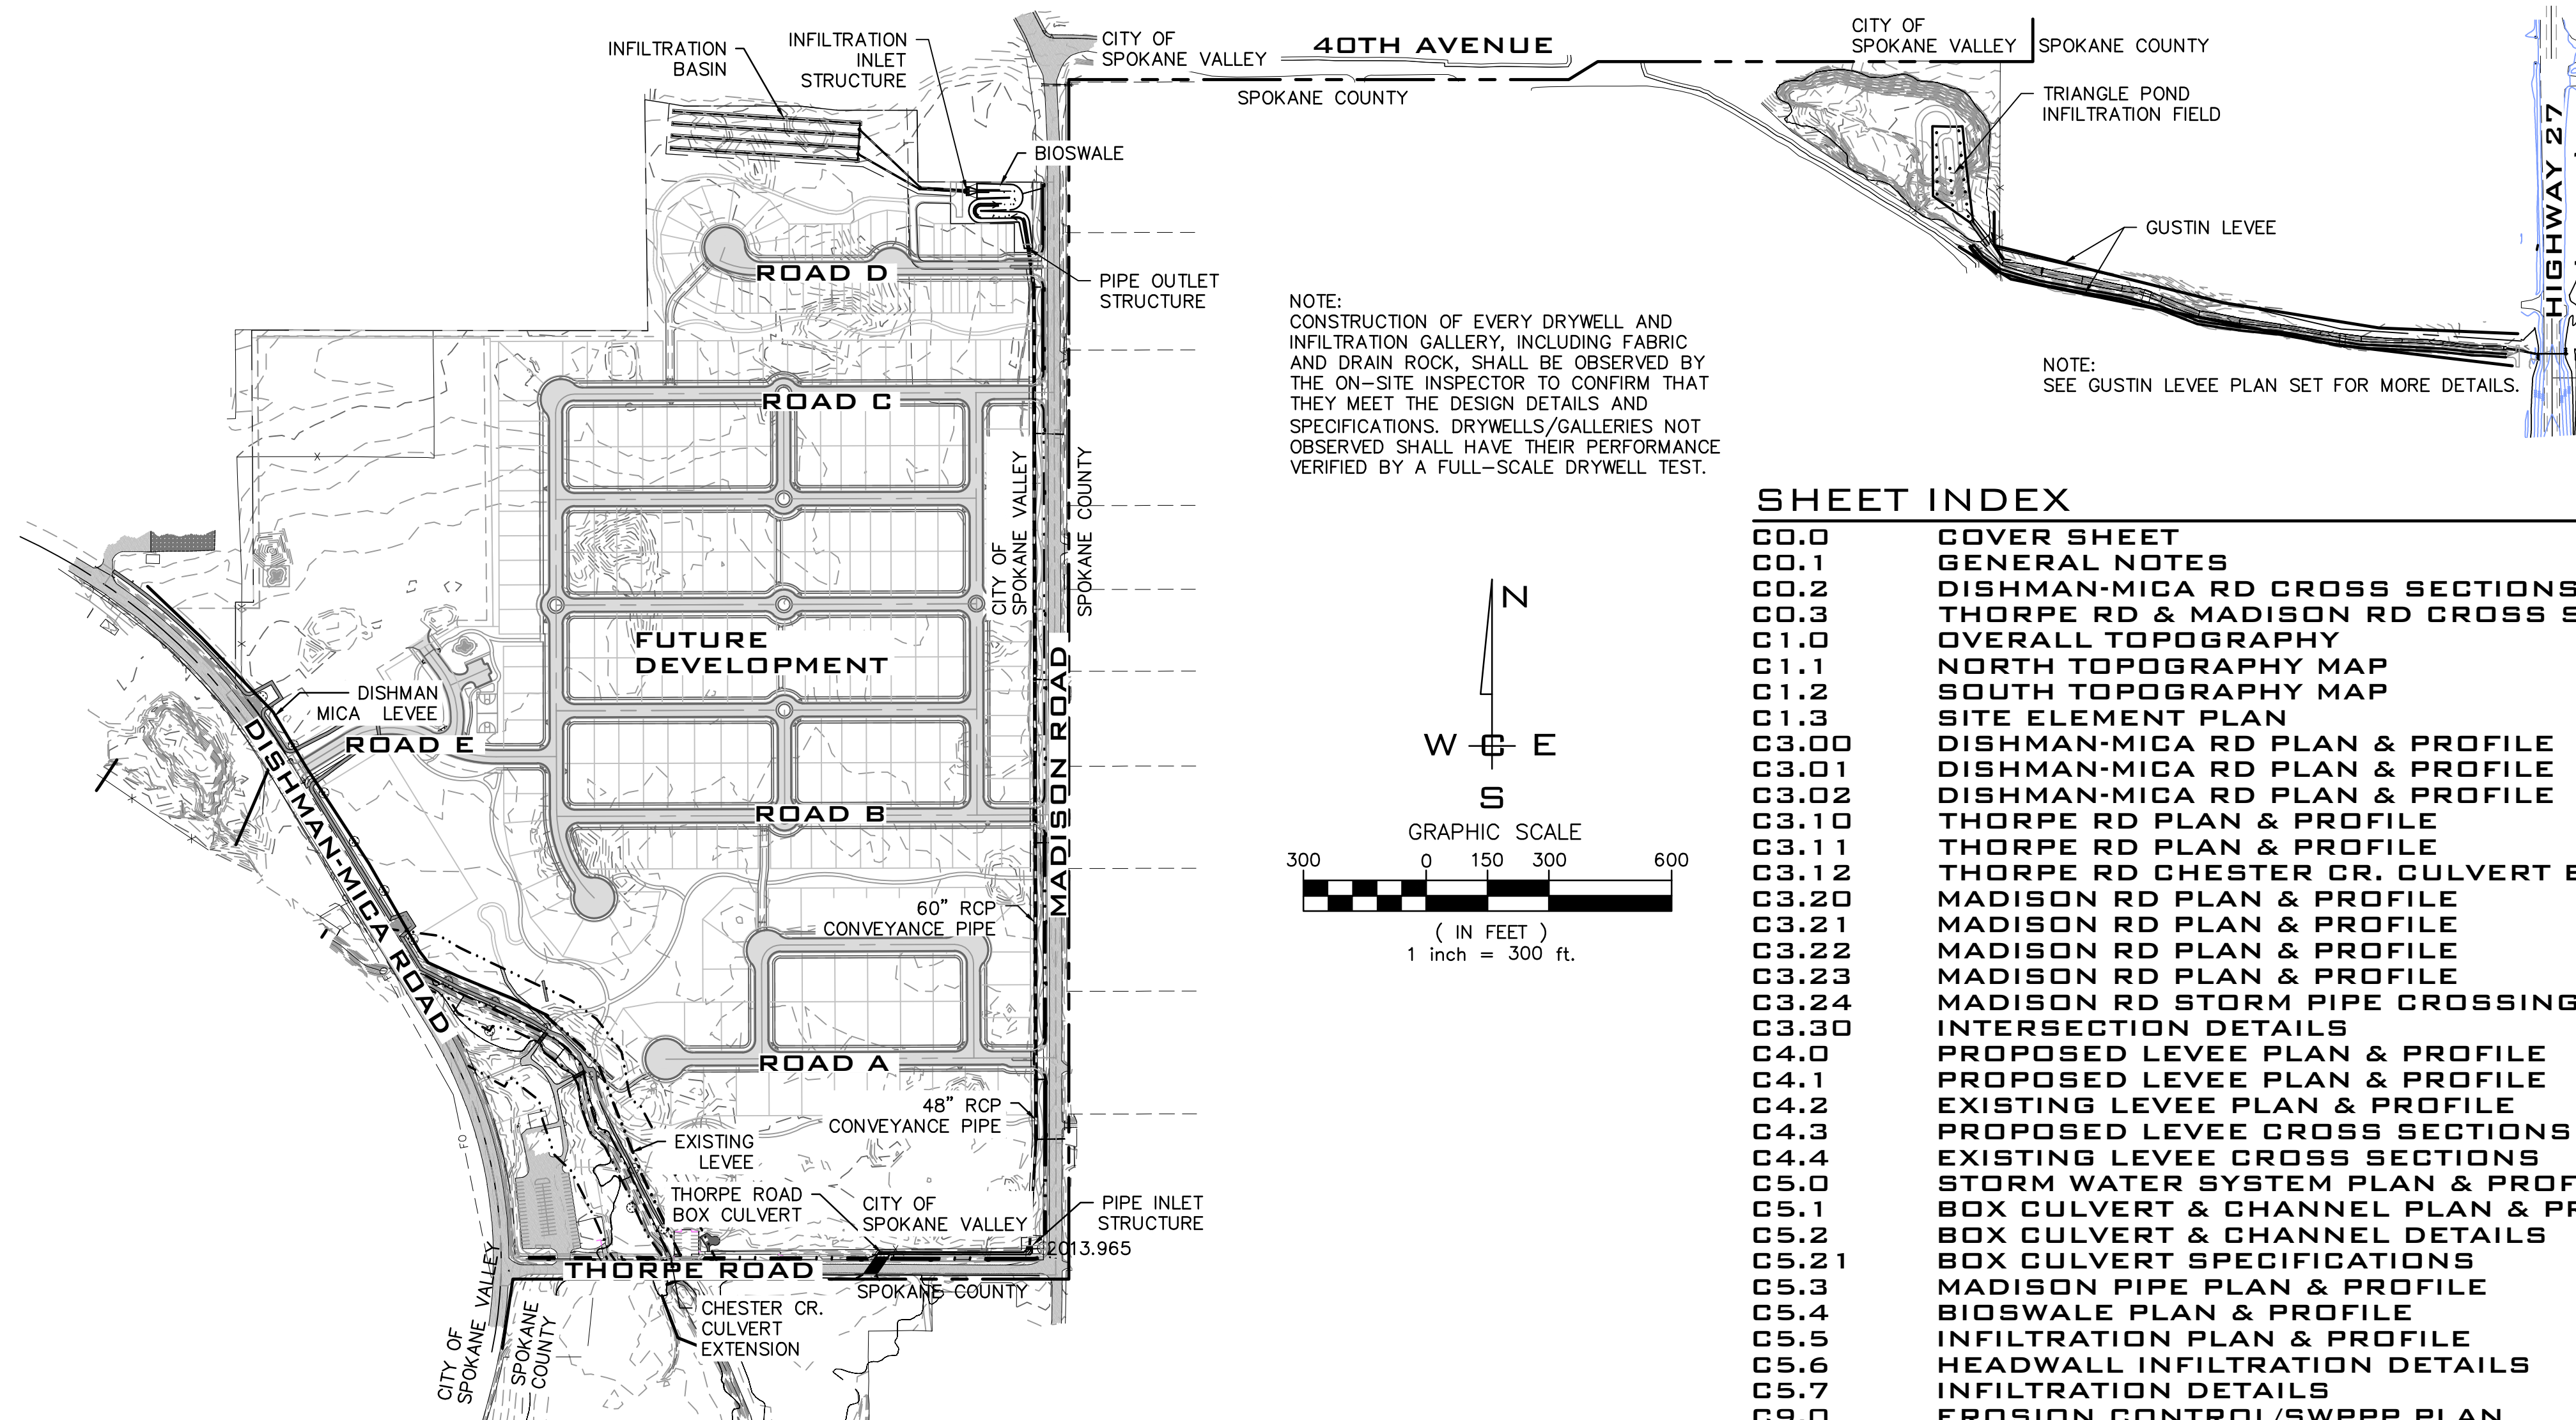 INFILTRATION
BASIN
INFILTRATION
INLET
STRUCTURE
CITY OF
SPOKANE VALLEY
40TH AVENUE
SPOKANE COUNTY
CITY OF
SPOKANE VALLEY
SPOKANE COUNTY
TRIANGLE POND
INFILTRATION FIELD
HIGHWAY 27
BIOSWALE
GUSTIN LEVEE
ROAD D
PIPE OUTLET
STRUCTURE
NOTE:
CONSTRUCTION OF EVERY DRYWELL AND
INFILTRATION GALLERY, INCLUDING FABRIC
AND DRAIN ROCK, SHALL BE OBSERVED BY
THE ON-SITE INSPECTOR TO CONFIRM THAT
THEY MEET THE DESIGN DETAILS AND
SPECIFICATIONS. DRYWELLS/GALLERIES NOT
OBSERVED SHALL HAVE THEIR PERFORMANCE
VERIFIED BY A FULL-SCALE DRYWELL TEST.
NOTE:
SEE GUSTIN LEVEE PLAN SET FOR MORE DETAILS.
ROAD C
CITY OF
SPOKANE VALLEY
SPOKANE COUNTY
FUTURE
DEVELOPMENT
MADISON ROAD
DISHMAN
MICA LEVEE
ROAD E
DISHMAN-MICA ROAD
ROAD B
60" RCP
CONVEYANCE PIPE
ROAD A
48" RCP
CONVEYANCE PIPE
FO
EXISTING
LEVEE
THORPE ROAD
BOX CULVERT
CITY OF
SPOKANE VALLEY
PIPE INLET
STRUCTURE
2013.965
THORPE ROAD
SPOKANE COUNTY
CHESTER CR.
CULVERT
EXTENSION
CITY OF
SPOKANE VALLEY
SPOKANE
COUNTY
N
W C E
S
GRAPHIC SCALE
300 0 150 300 600
( IN FEET )
1 inch = 300 ft.
SHEET INDEX
C0.0 COVER SHEET
C0.1 GENERAL NOTES
C0.2 DISHMAN-MICA RD CROSS SECTIONS
C0.3 THORPE RD & MADISON RD CROSS S
C1.0 OVERALL TOPOGRAPHY
C1.1 NORTH TOPOGRAPHY MAP
C1.2 SOUTH TOPOGRAPHY MAP
C1.3 SITE ELEMENT PLAN
C3.00 DISHMAN-MICA RD PLAN & PROFILE
C3.01 DISHMAN-MICA RD PLAN & PROFILE
C3.02 DISHMAN-MICA RD PLAN & PROFILE
C3.10 THORPE RD PLAN & PROFILE
C3.11 THORPE RD PLAN & PROFILE
C3.12 THORPE RD CHESTER CR. CULVERT E
C3.20 MADISON RD PLAN & PROFILE
C3.21 MADISON RD PLAN & PROFILE
C3.22 MADISON RD PLAN & PROFILE
C3.23 MADISON RD PLAN & PROFILE
C3.24 MADISON RD STORM PIPE CROSSING
C3.30 INTERSECTION DETAILS
C4.0 PROPOSED LEVEE PLAN & PROFILE
C4.1 PROPOSED LEVEE PLAN & PROFILE
C4.2 EXISTING LEVEE PLAN & PROFILE
C4.3 PROPOSED LEVEE CROSS SECTIONS
C4.4 EXISTING LEVEE CROSS SECTIONS
C5.0 STORM WATER SYSTEM PLAN & PROF
C5.1 BOX CULVERT & CHANNEL PLAN & PR
C5.2 BOX CULVERT & CHANNEL DETAILS
C5.21 BOX CULVERT SPECIFICATIONS
C5.3 MADISON PIPE PLAN & PROFILE
C5.4 BIOSWALE PLAN & PROFILE
C5.5 INFILTRATION PLAN & PROFILE
C5.6 HEADWALL INFILTRATION DETAILS
C5.7 INFILTRATION DETAILS
C9.0 EROSION CONTROL/SWPPP PLAN